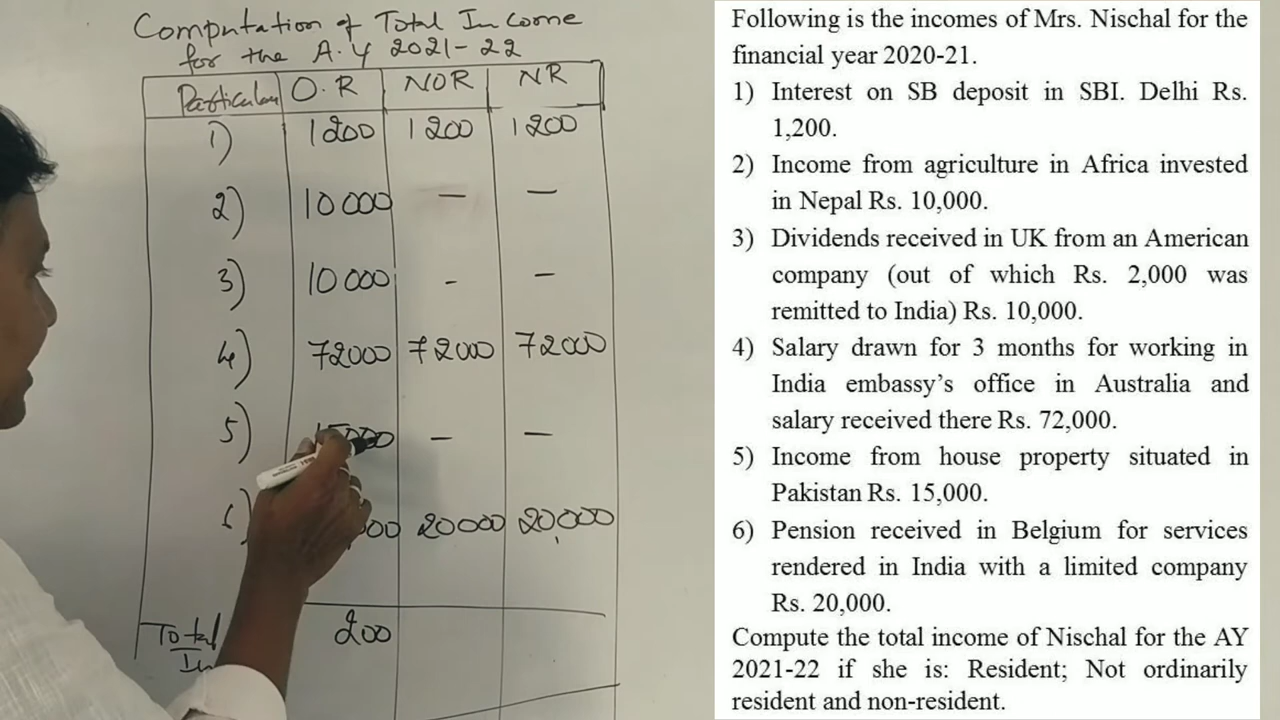 Computation of Total Income
for the A.Y 2021-22
Particulars O.R NOR NR
1) 1200 1200 1200
2) 10000 — —
3) 10000 - —
4) 72000 72000 72000
5) — —
20000 20,000
Total 200
Following is the incomes of Mrs. Nischal for the
financial year 2020-21.
1) Interest on SB deposit in SBI. Delhi Rs.
1,200.
2) Income from agriculture in Africa invested
in Nepal Rs. 10,000.
3) Dividends received in UK from an American
company (out of which Rs. 2,000 was
remitted to India) Rs. 10,000.
4) Salary drawn for 3 months for working in
India embassy's office in Australia and
salary received there Rs. 72,000.
5) Income from house property situated in
Pakistan Rs. 15,000.
6) Pension received in Belgium for services
rendered in India with a limited company
Rs. 20,000.
Compute the total income of Nischal for the AY
2021-22 if she is: Resident; Not ordinarily
resident and non-resident.